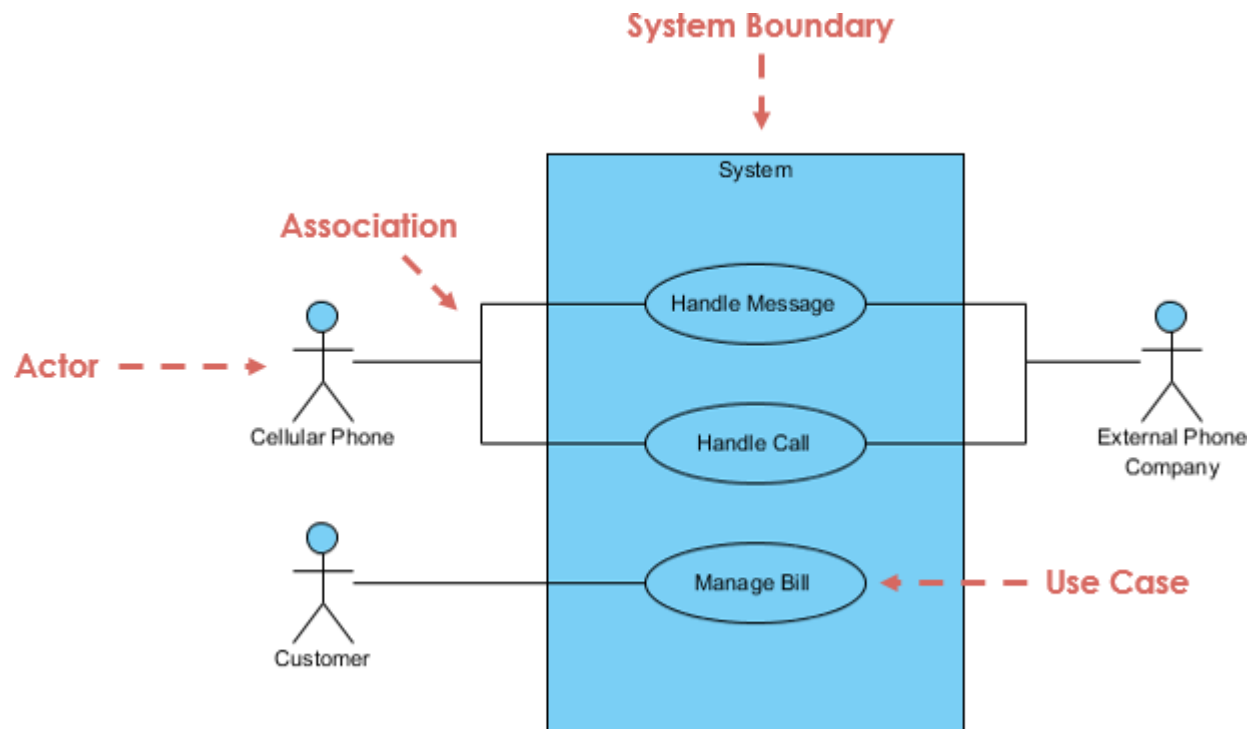 System Boundary
System
Association
Handle Message
Actor
Cellular Phone
Handle Call
External Phone
Company
Manage Bill
Use Case
Customer